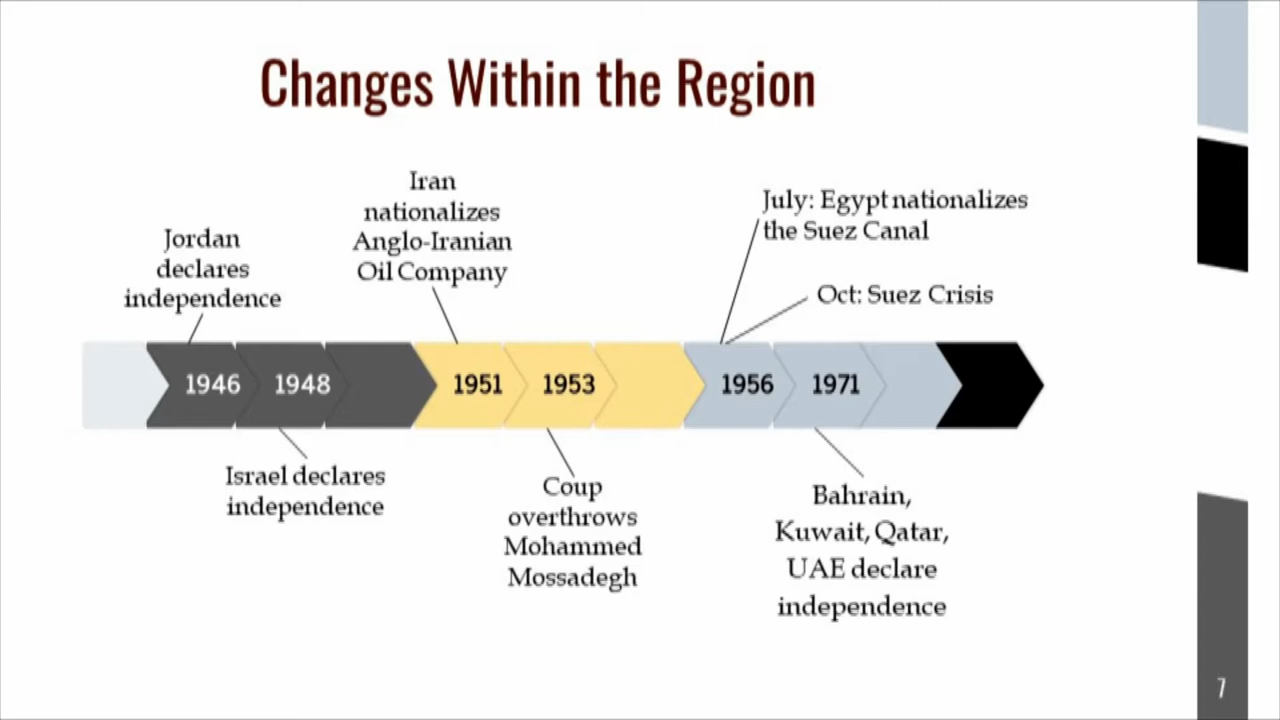 Changes Within the Region
Iran
nationalizes
Anglo-Iranian
Oil Company
July: Egypt nationalizes
the Suez Canal
Jordan
declares
independence
Oct: Suez Crisis
1946
1948
1951
1953
1956
1971
Israel declares
independence
Coup
overthrows
Mohammed
Mossadegh
Bahrain,
Kuwait, Qatar,
UAE declare
independence
7